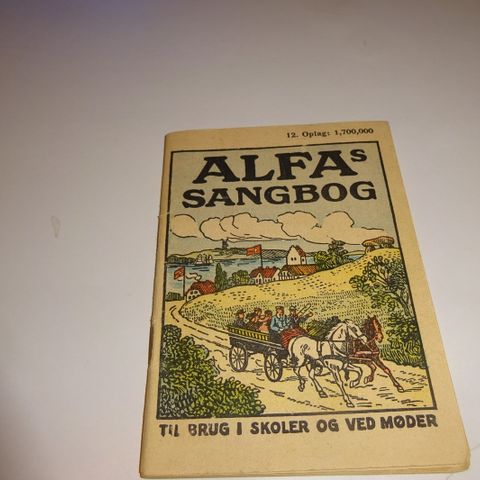 12. Oplag: 1,700,000
ALFAs
SANGBOG
TIL BRUG I SKOLER OG VED MØDER